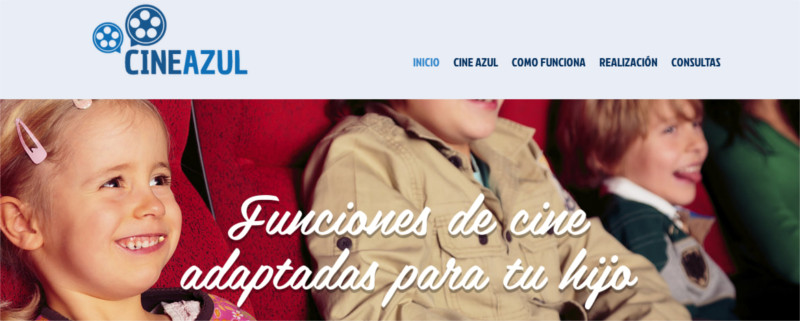 CINEAZUL
INICIO CINE AZUL COMO FUNCIONA REALIZACIÓN CONSULTAS
Funciones de cine
adaptadas para tu hijo